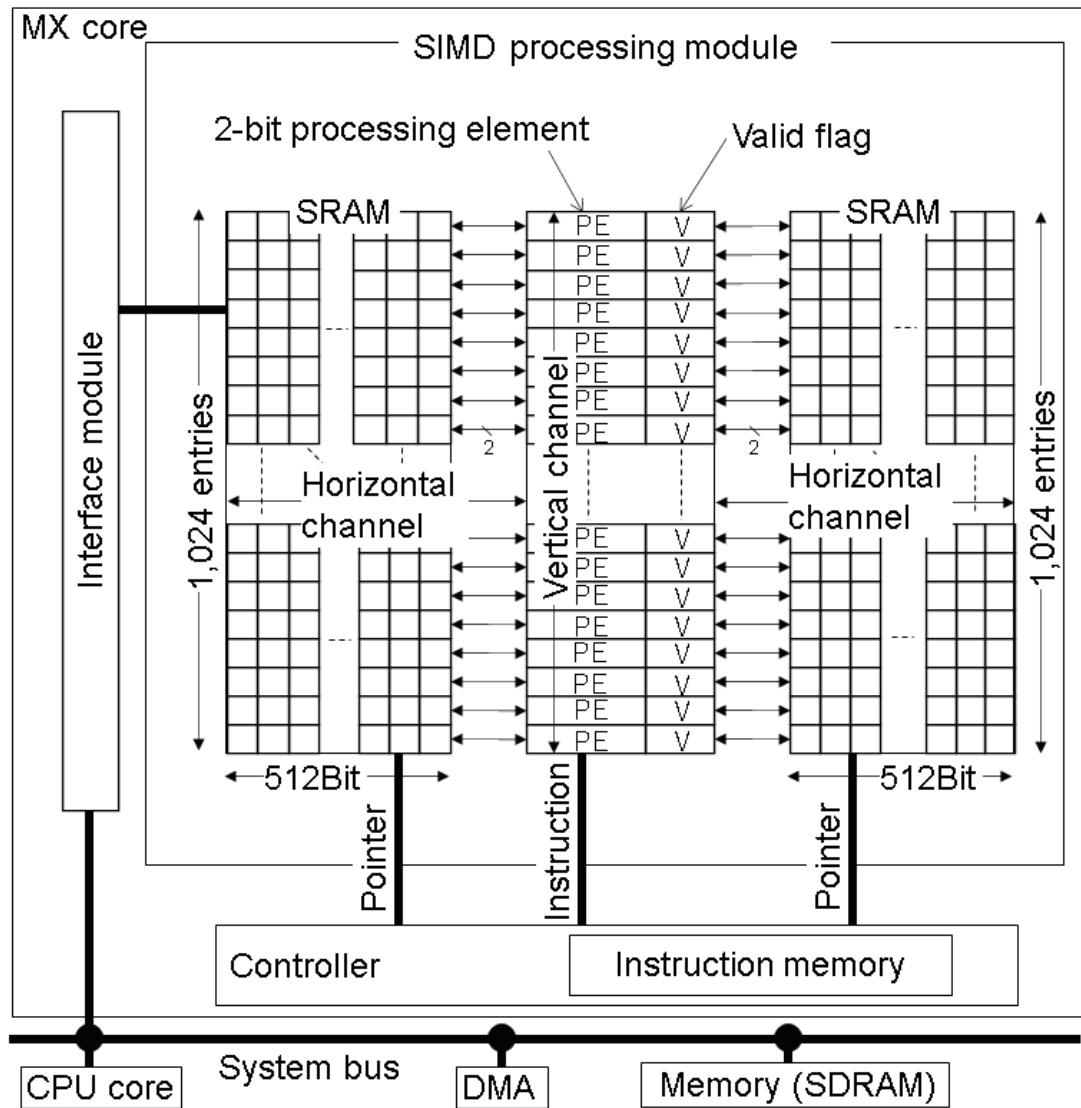 MX core
SIMD processing module
2-bit processing element
Valid flag
SRAM
SRAM
PE V
PE V
PE V
PE V
PE V
PE V
PE V
PE V
2
2
Interface module
1,024 entries
Horizontal
channel
Vertical channel
Horizontal
channel
1,024 entries
PE V
PE V
PE V
PE V
PE V
PE V
PE V
PE V
512Bit
512Bit
Pointer
Instruction
Pointer
Controller
Instruction memory
System bus
CPU core
DMA
Memory (SDRAM)